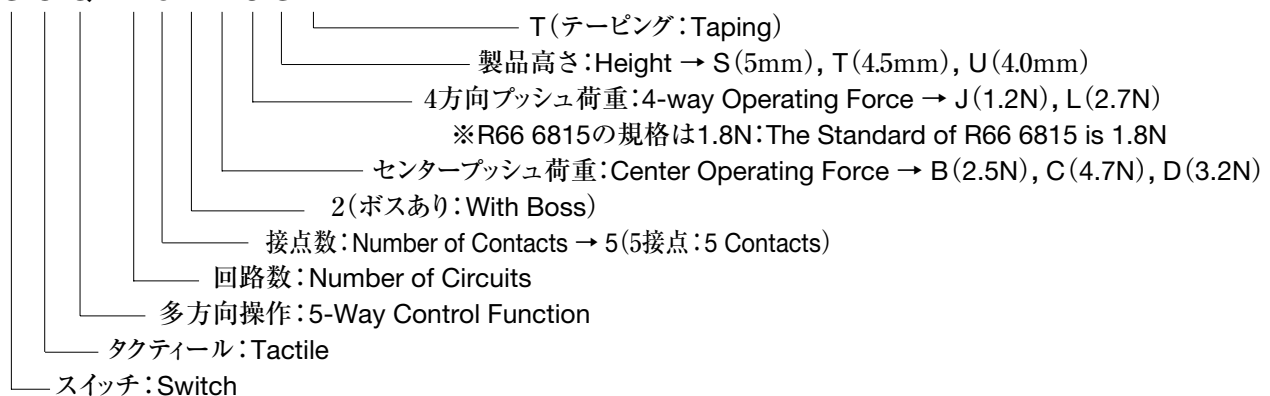 T(テーピング:Taping)
製品高さ:Height → S(5mm), T(4.5mm), U(4.0mm)
4方向プッシュ荷重:4-way Operating Force → J(1.2N), L(2.7N)
※R66 6815の規格は1.8N:The Standard of R66 6815 is 1.8N
センタープッシュ荷重:Center Operating Force → B(2.5N), C(4.7N), D(3.2N)
2(ボスあり:With Boss)
接点数:Number of Contacts → 5(5接点:5 Contacts)
回路数:Number of Circuits
多方向操作:5-Way Control Function
タクティール:Tactile
スイッチ:Switch